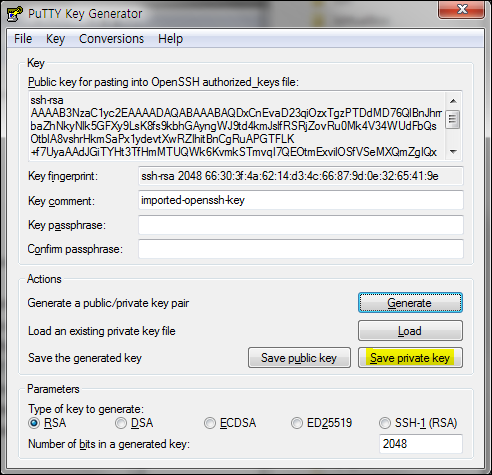 PuTTY Key Generator
File Key Conversions Help
Key
Public key for pasting into OpenSSH authorized_keys file:
ssh-rsa
AAAAB3NzaC1yc2EAAAADAQABAAABAQDxCnEvaD23qiOzxTgzPTDdMD76QlBnJhm
baZhNkyNlk5GFXy9LsK8fs9kbhGAyngWJ9td4kmJslfRSRjZovRu0Mk4V34WUdFbQs
OtblA8vshrHkmSaPx1ydevtXwRZlhitBnCgRuAPGTFLK
+f7UyaAAdJGiTYHt3TfHmMTUQWk6KvmkSTmvqI7QEOtmExvilOSfVSeMXQmZglQx
Key fingerprint: ssh-rsa 2048 66:30:3f:4a:62:14:d3:4c:66:87:9d:0e:32:65:41:9e
Key comment: imported-openssh-key
Key passphrase:
Confirm passphrase:
Actions
Generate a public/private key pair Generate
Load an existing private key file Load
Save the generated key Save public key Save private key
Parameters
Type of key to generate:
RSA DSA ECDSA ED25519 SSH-1 (RSA)
Number of bits in a generated key: 2048